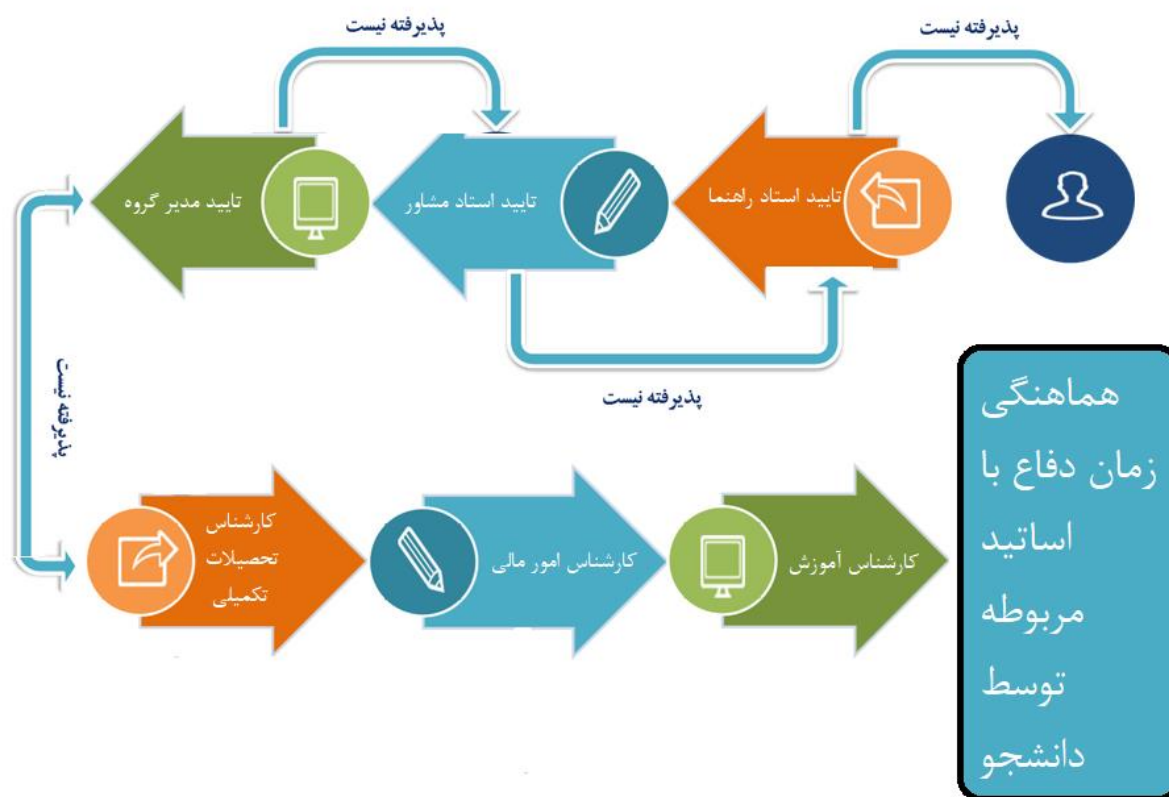 پذیرفته نیست
پذیرفته نیست
تایید استاد راهنما
تایید استاد مشاور
تایید مدیر گروه
پذیرفته نیست
پذیرفته نیست
کارشناس
تحصیلات
تکمیلی
کارشناس امور مالی
کارشناس آموزش
هماهنگی
زمان دفاع با
اساتید
مربوطه
توسط
دانشجو